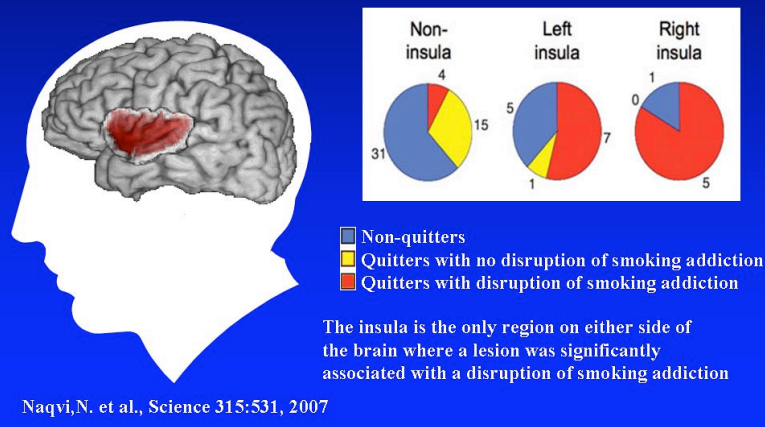 Non-
insula
Left
insula
Right
insula
4
15
31
5
7
1
1
0
5
Non-quitters
Quitters with no disruption of smoking addiction
Quitters with disruption of smoking addiction
The insula is the only region on either side of
the brain where a lesion was significantly
associated with a disruption of smoking addiction
Naqvi,N. et al., Science 315:531, 2007